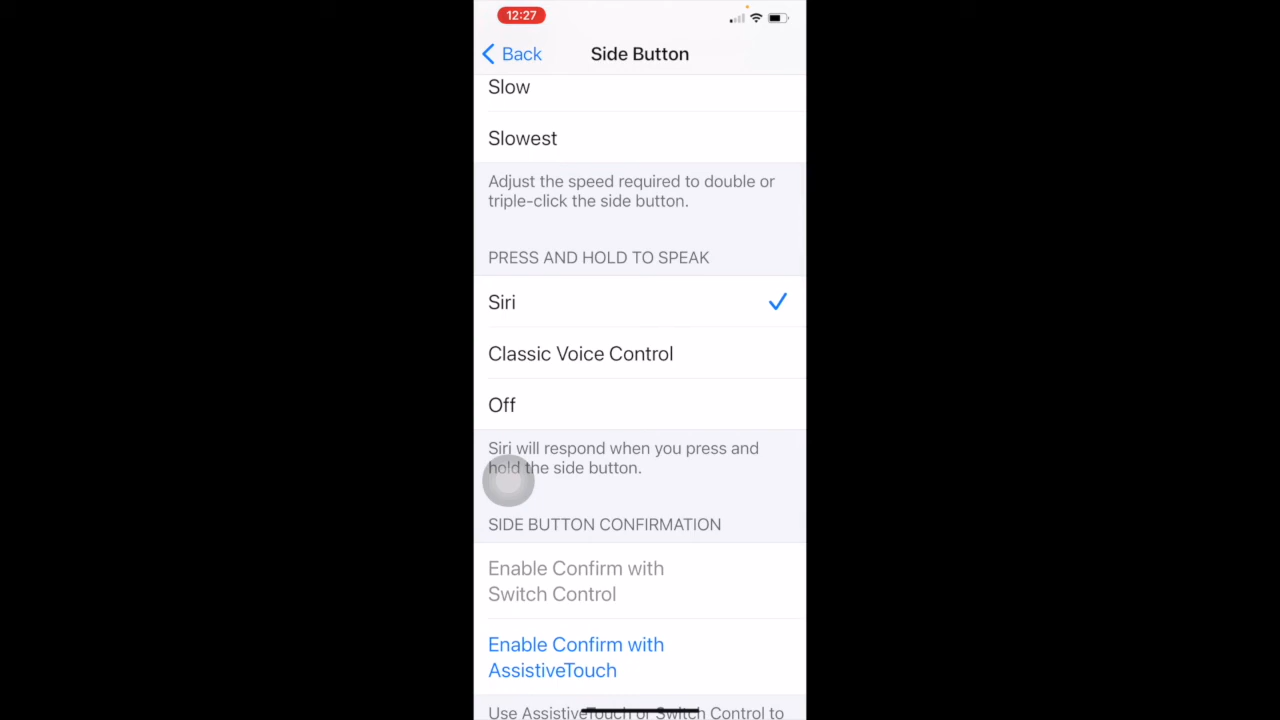 12:27
Back
Side Button
Slow
Slowest
Adjust the speed required to double or
triple-click the side button.
PRESS AND HOLD TO SPEAK
Siri
Classic Voice Control
Off
Siri will respond when you press and
hold the side button.
SIDE BUTTON CONFIRMATION
Enable Confirm with
Switch Control
Enable Confirm with
AssistiveTouch
Use AssistiveTouch or Switch Control to